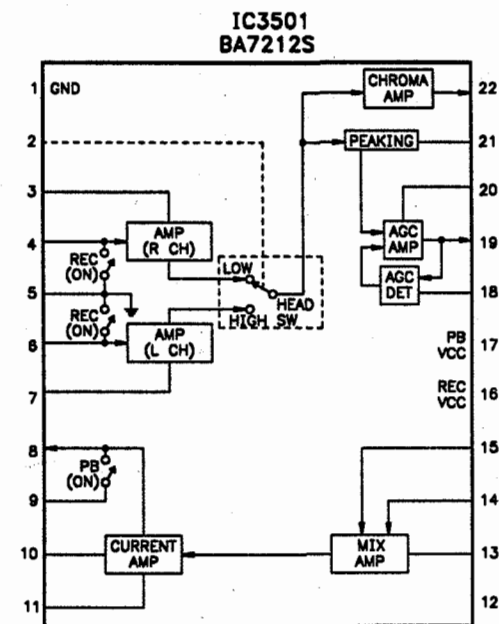 IC3501
BA7212S
1 GND
CHROMA
AMP
22
2
PEAKING
21
3
20
4
AMP
(R CH)
AGC
AMP
19
REC
(ON)
LOW
AGC
DET
5
HEAD
SW
18
REC
(ON)
HIGH
6
AMP
(L CH)
PB
VCC
17
7
REC
VCC
16
8
15
PB
(ON)
9
14
10
CURRENT
AMP
MIX
AMP
13
11
12